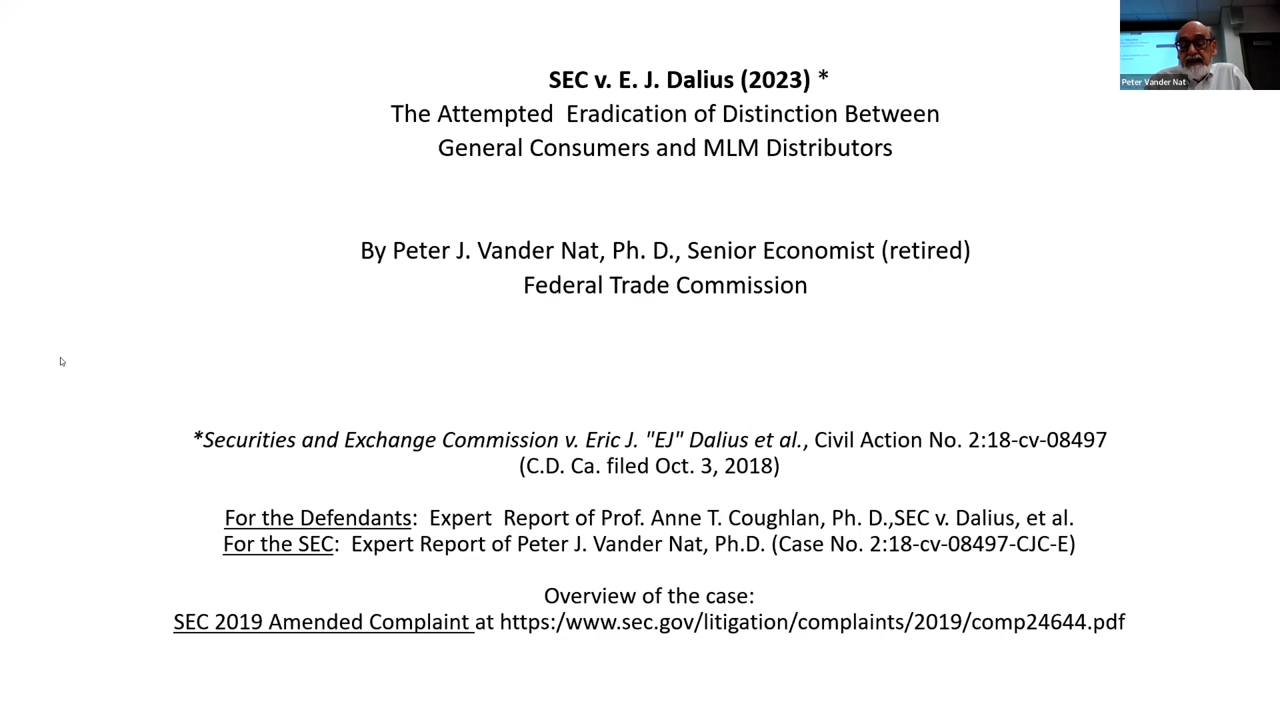 SEC v. E. J. Dalius (2023) *
The Attempted Eradication of Distinction Between
General Consumers and MLM Distributors
Peter Vander Nat
By Peter J. Vander Nat, Ph. D., Senior Economist (retired)
Federal Trade Commission
*Securities and Exchange Commission v. Eric J. "EJ" Dalius et al., Civil Action No. 2:18-cv-08497
(C.D. Ca. filed Oct. 3, 2018)
For the Defendants: Expert Report of Prof. Anne T. Coughlan, Ph. D.,SEC v. Dalius, et al.
For the SEC: Expert Report of Peter J. Vander Nat, Ph.D. (Case No. 2:18-cv-08497-CJC-E)
Overview of the case:
SEC 2019 Amended Complaint at https:/www.sec.gov/litigation/complaints/2019/comp24644.pdf